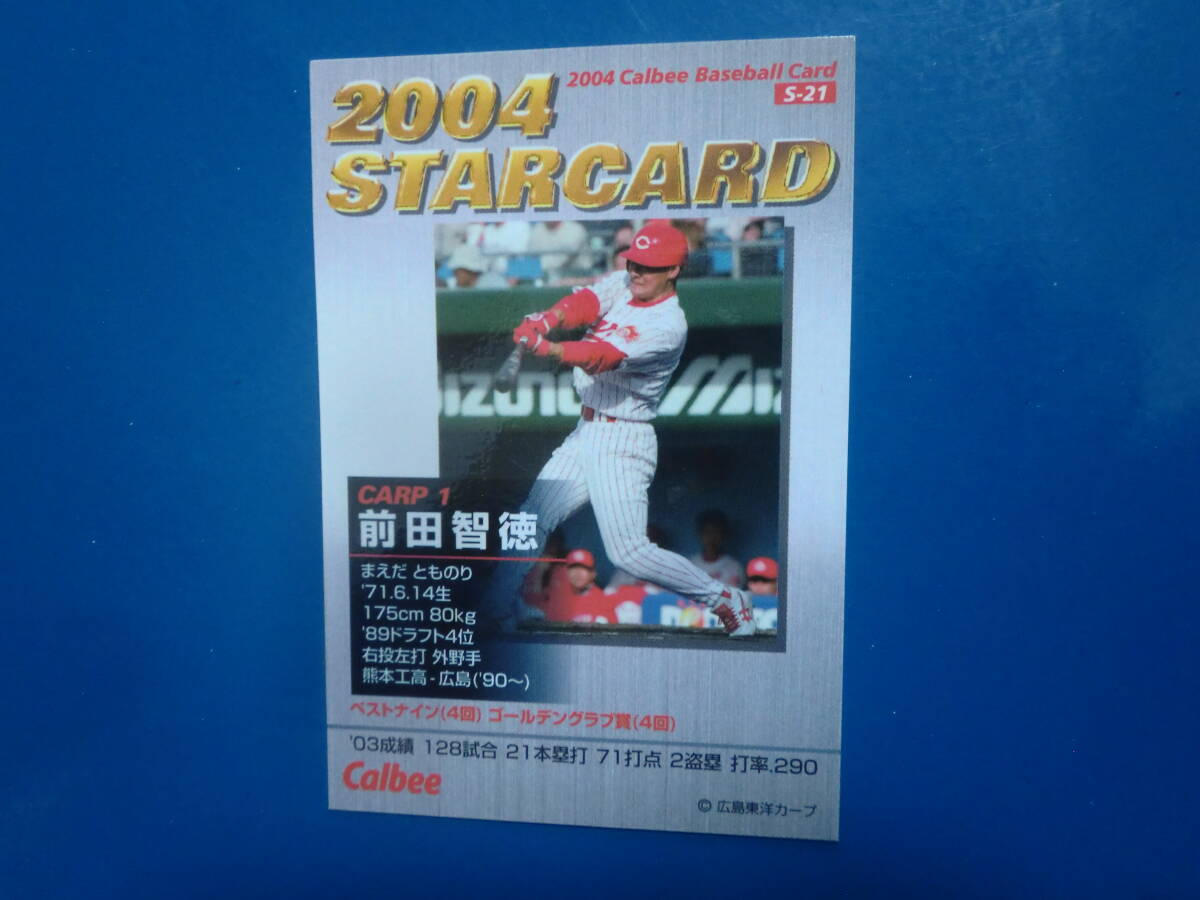 2004 Calbee Baseball Card
S-21
2004
STARCARD
MIZUNO
CARP 1
前田智徳
まえだ とものり
'71.6.14生
175cm 80kg
'89ドラフト4位
右投左打 外野手
熊本工高-広島('90〜)
ベストナイン(4回) ゴールデングラブ賞(4回)
'03成績 128試合 21本塁打 71打点 2盗塁 打率.290
Calbee
© 広島東洋カープ